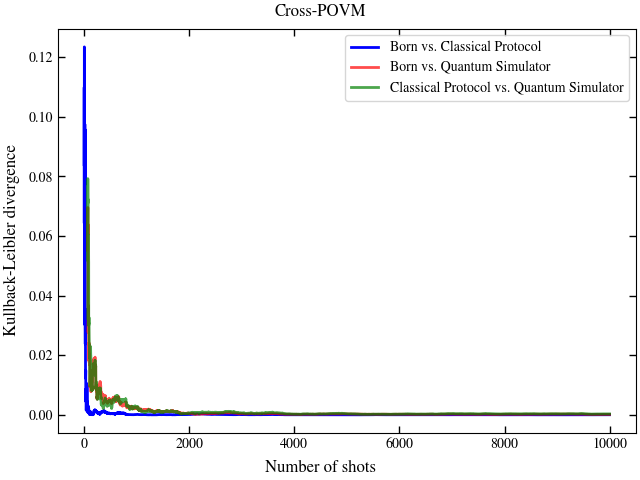 Cross-POVM
Born vs. Classical Protocol
Born vs. Quantum Simulator
Classical Protocol vs. Quantum Simulator
Kullback-Leibler divergence
0.12
0.10
0.08
0.06
0.04
0.02
0.00
0 2000 4000 6000 8000 10000
Number of shots